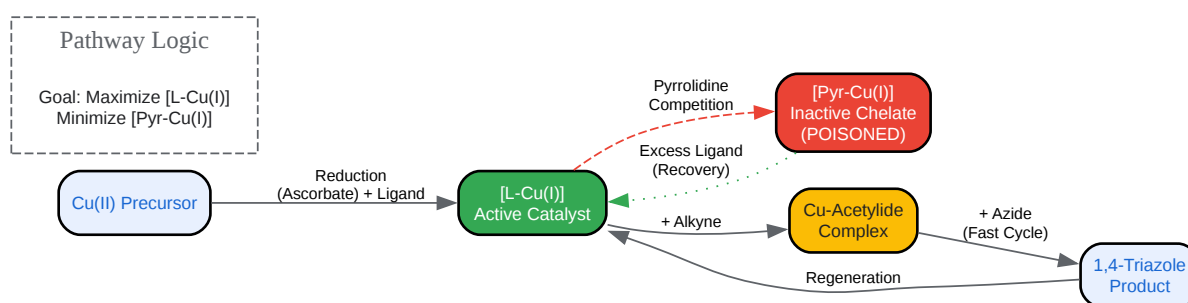 Pathway Logic
Goal: Maximize [L-Cu(I)]
Minimize [Pyr-Cu(I)]
Cu(II) Precursor
Reduction
(Ascorbate) + Ligand
[L-Cu(I)]
Active Catalyst
Pyrrolidine
Competition
Excess Ligand
(Recovery)
[Pyr-Cu(I)]
Inactive Chelate
(POISONED)
+ Alkyne
Cu-Acetylide
Complex
+ Azide
(Fast Cycle)
Regeneration
1,4-Triazole
Product